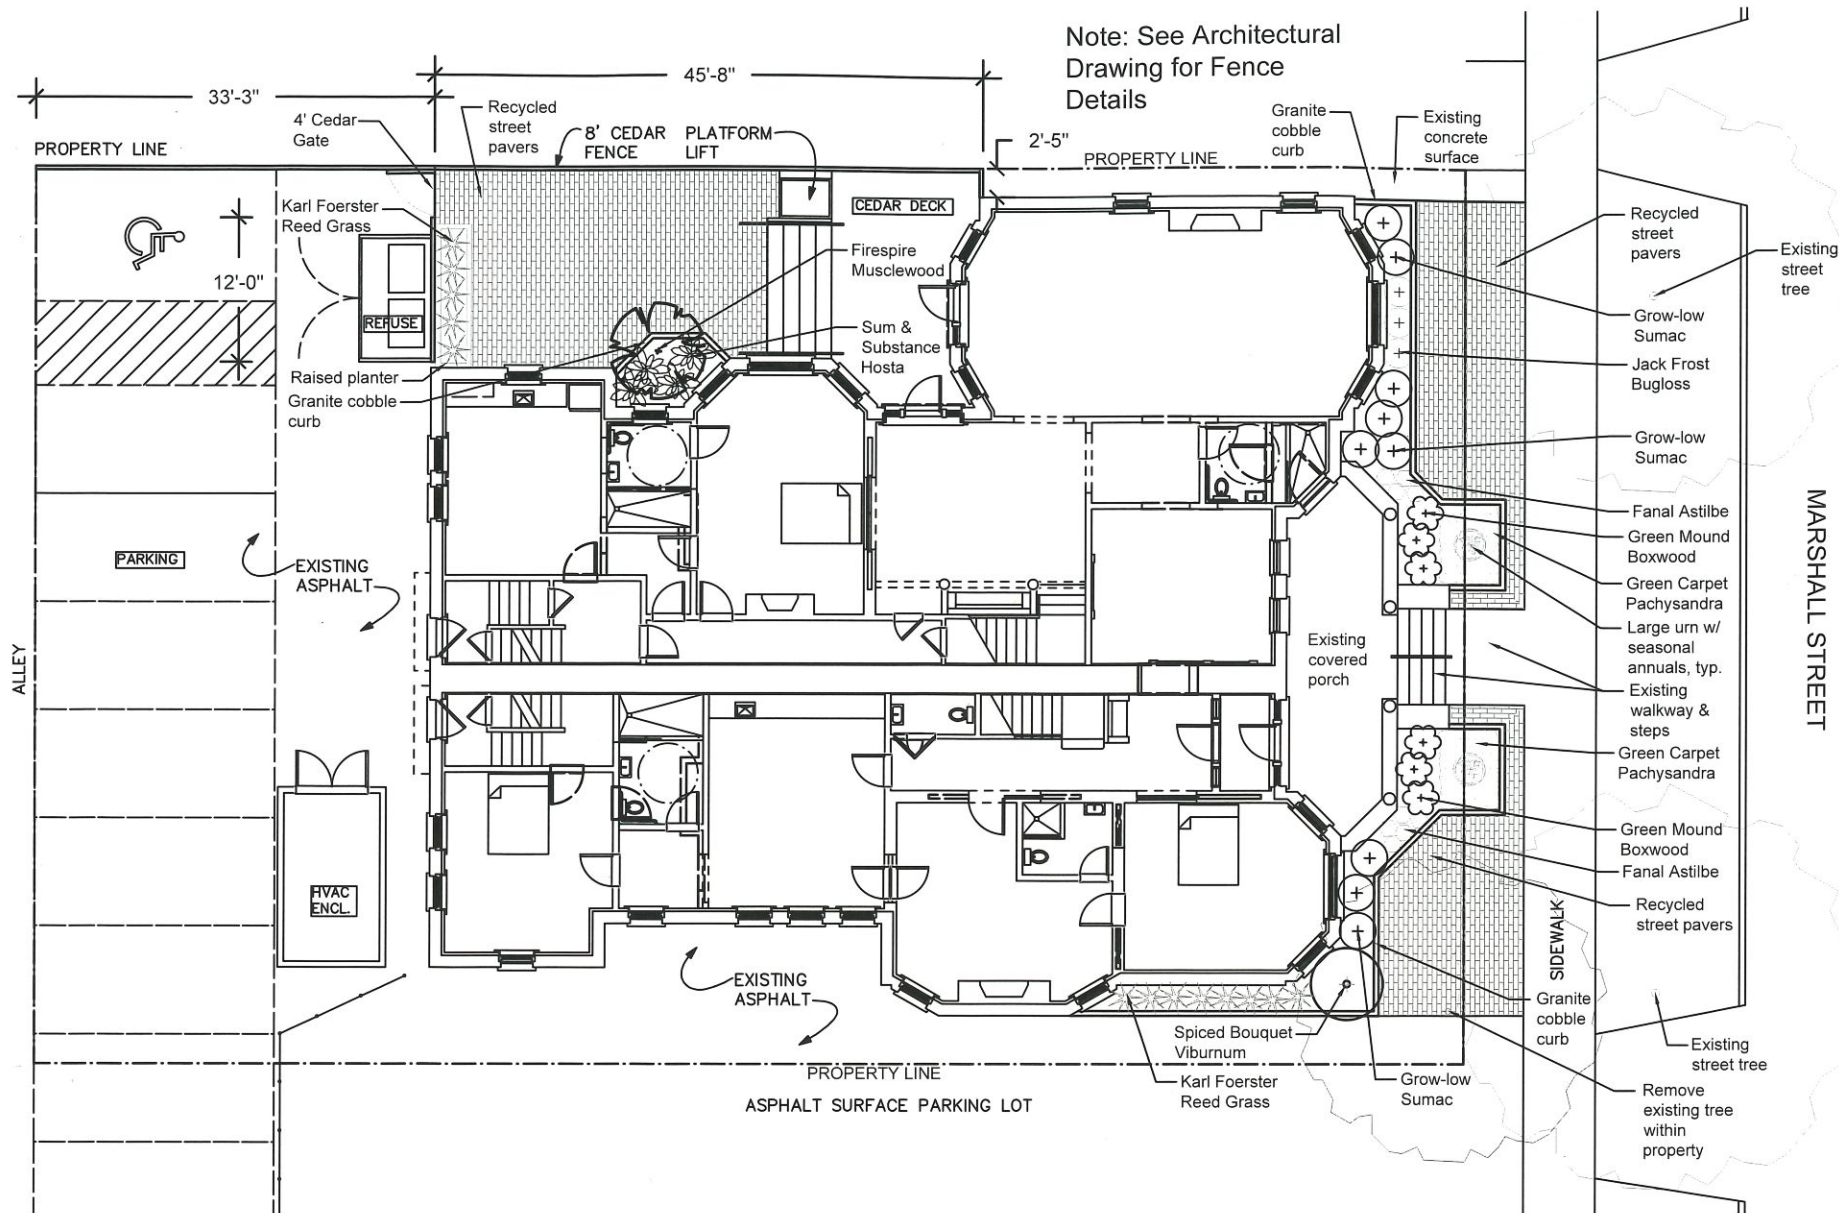 Note: See Architectural
Drawing for Fence
Details
33'-3"
45'-8"
2'-5"
4' Cedar
Gate
Recycled
street
pavers
8' CEDAR
FENCE
PLATFORM
LIFT
PROPERTY LINE
PROPERTY LINE
Granite
cobble
curb
Existing
concrete
surface
Karl Foerster
Reed Grass
12'-0"
REFUSE
CEDAR DECK
Firespire
Musclewood
Sum &
Substance
Hosta
Raised planter
Granite cobble
curb
Recycled
street
pavers
Existing
street
tree
Grow-low
Sumac
Jack Frost
Bugloss
Grow-low
Sumac
Fanal Astilbe
Green Mound
Boxwood
Green Carpet
Pachysandra
Large urn w/
seasonal
annuals, typ.
Existing
walkway &
steps
Green Carpet
Pachysandra
Green Mound
Boxwood
Fanal Astilbe
Recycled
street pavers
MARSHALL STREET
SIDEWALK
Granite
cobble
curb
Existing
street tree
Remove
existing tree
within
property
PARKING
EXISTING
ASPHALT
ALLEY
Existing
covered
porch
HVAC
ENCL.
EXISTING
ASPHALT
Spiced Bouquet
Viburnum
Karl Foerster
Reed Grass
Grow-low
Sumac
PROPERTY LINE
ASPHALT SURFACE PARKING LOT